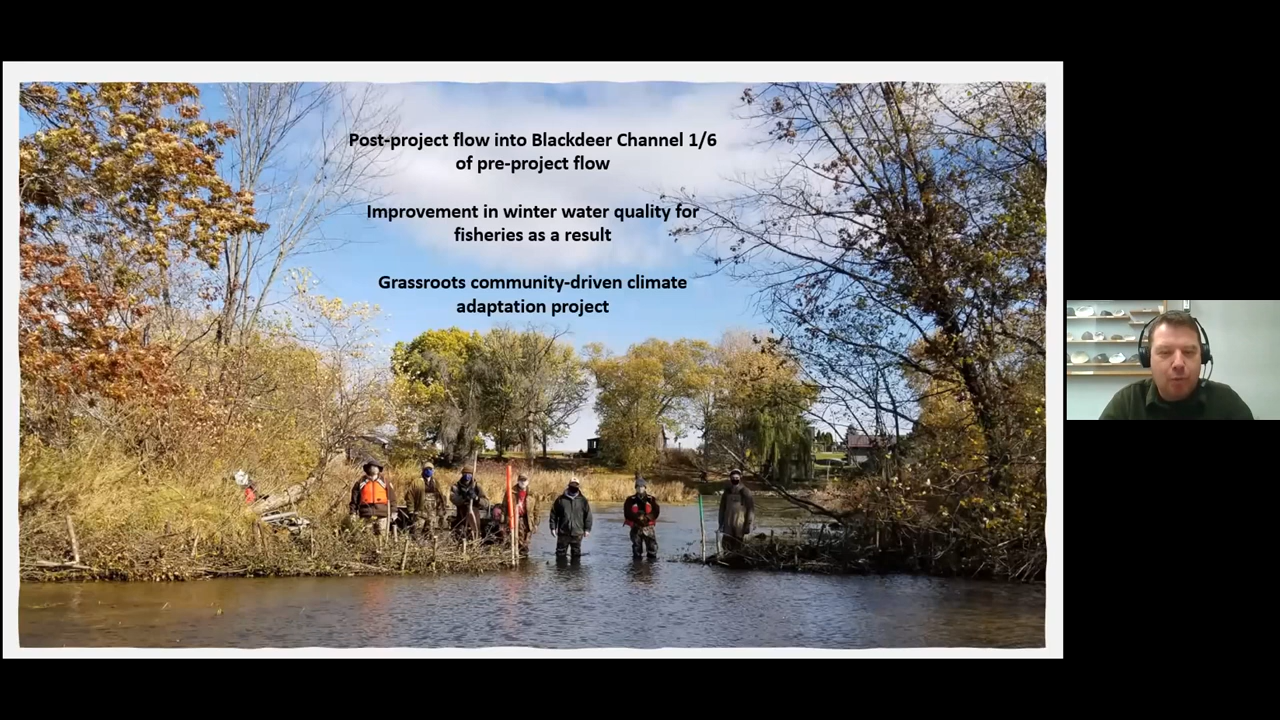 Post-project flow into Blackdeer Channel 1/6
of pre-project flow
Improvement in winter water quality for
fisheries as a result
Grassroots community-driven climate
adaptation project